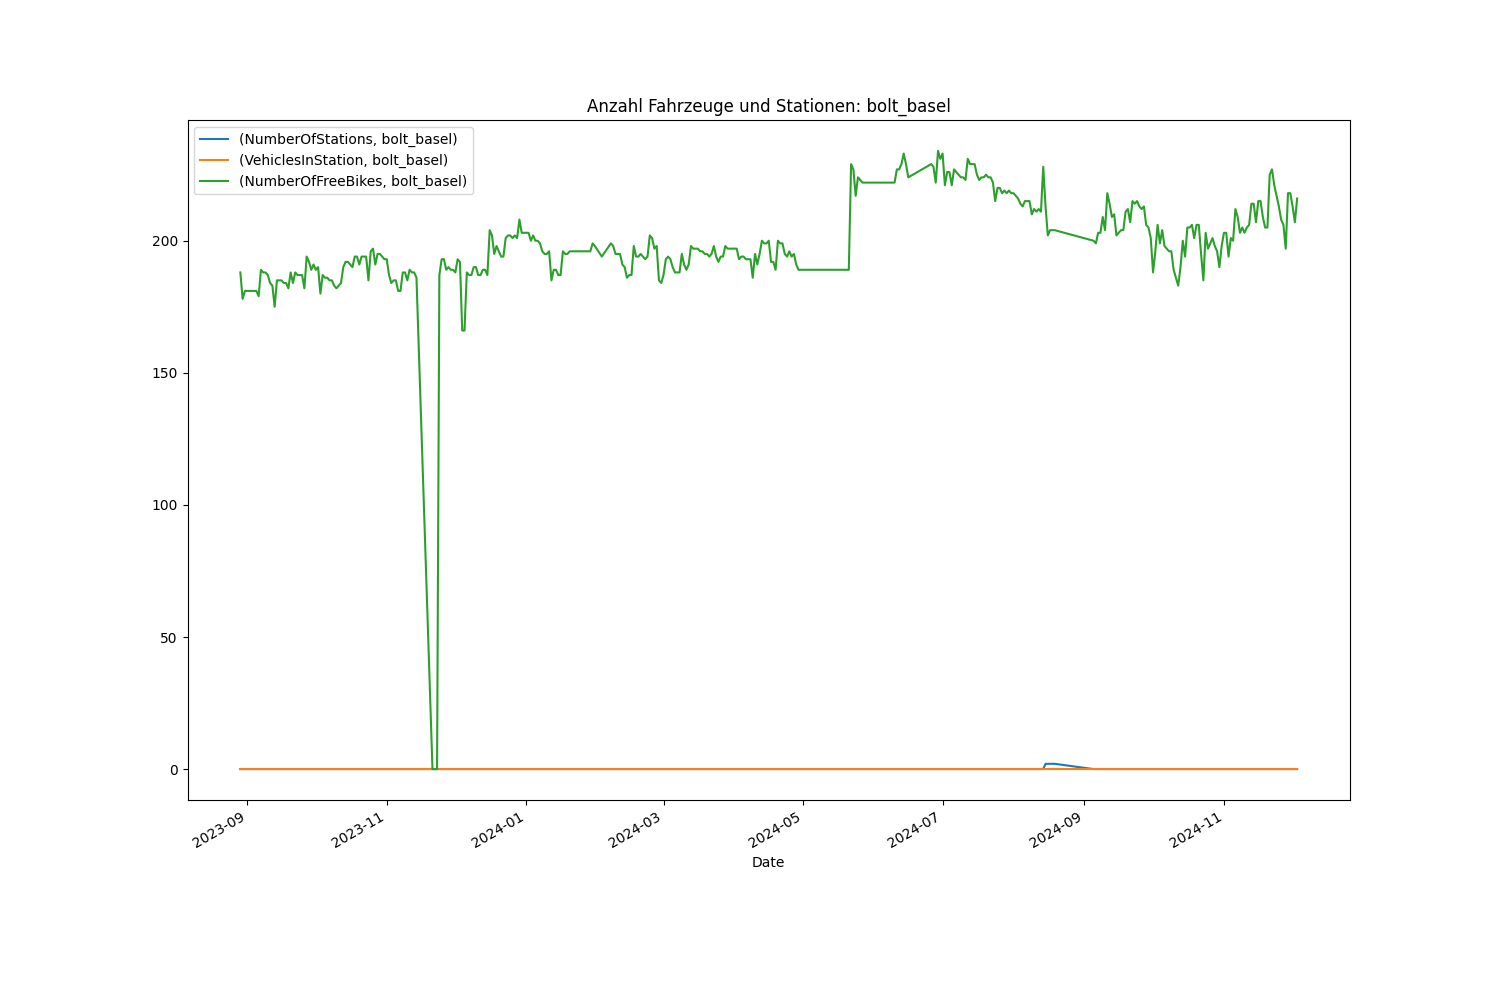 Anzahl Fahrzeuge und Stationen: bolt_basel
(NumberOfStations, bolt_basel)
(VehiclesInStation, bolt_basel)
(NumberOfFreeBikes, bolt_basel)
200
150
100
50
0
2023-09
2023-11
2024-01
2024-03
2024-05
2024-07
2024-09
2024-11
Date